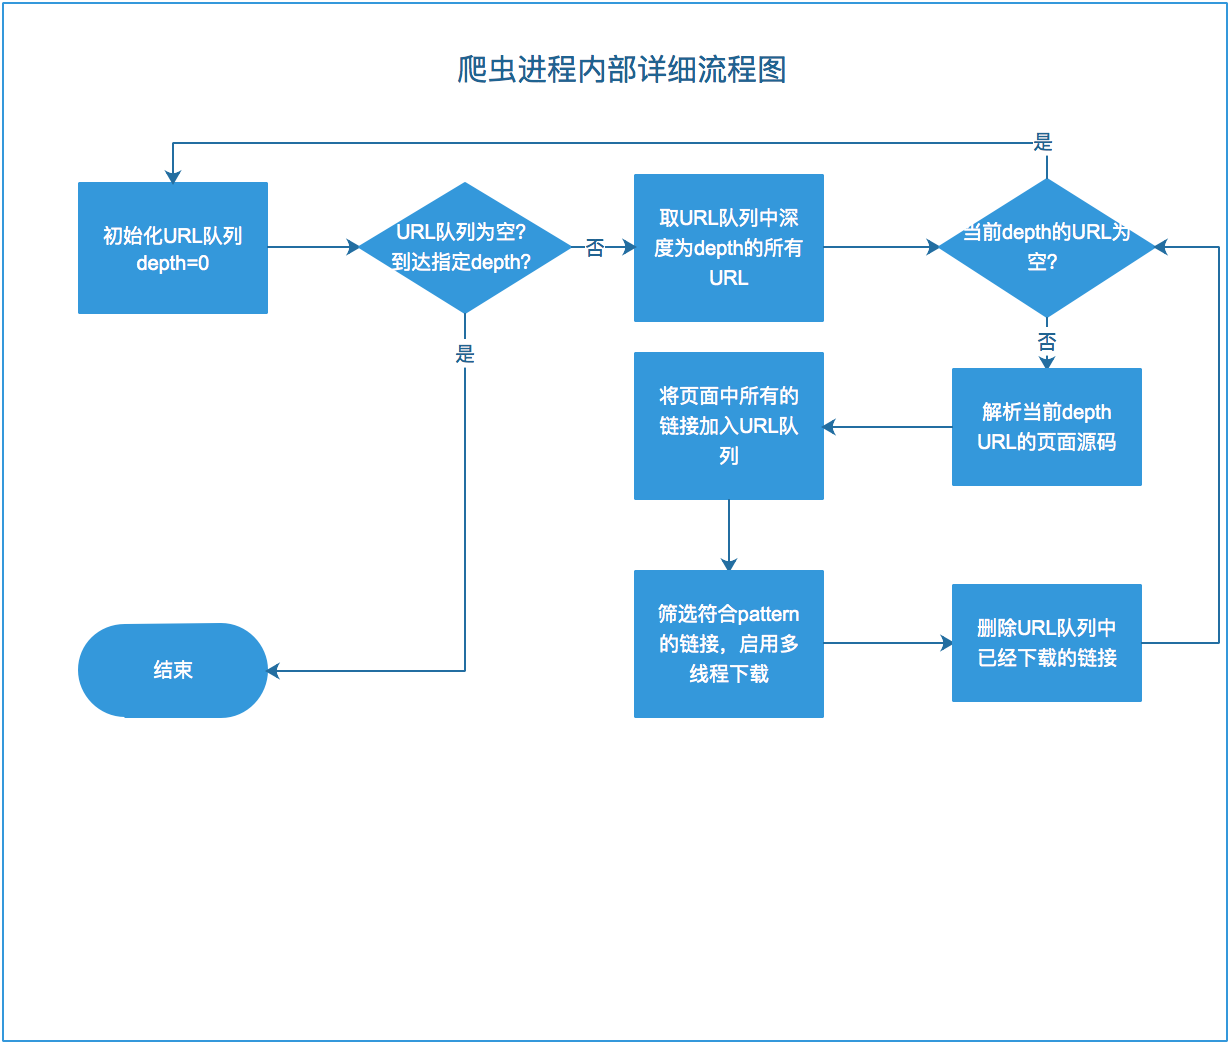 爬虫进程内部详细流程图
是
初始化URL队列
depth=0
URL队列为空?
到达指定depth?
否
取URL队列中深
度为depth的所有
URL
当前depth的URL为
空?
是
否
将页面中所有的
链接加入URL队
列
解析当前depth
URL的页面源码
筛选符合pattern
的链接，启用多
线程下载
删除URL队列中
已经下载的链接
结束